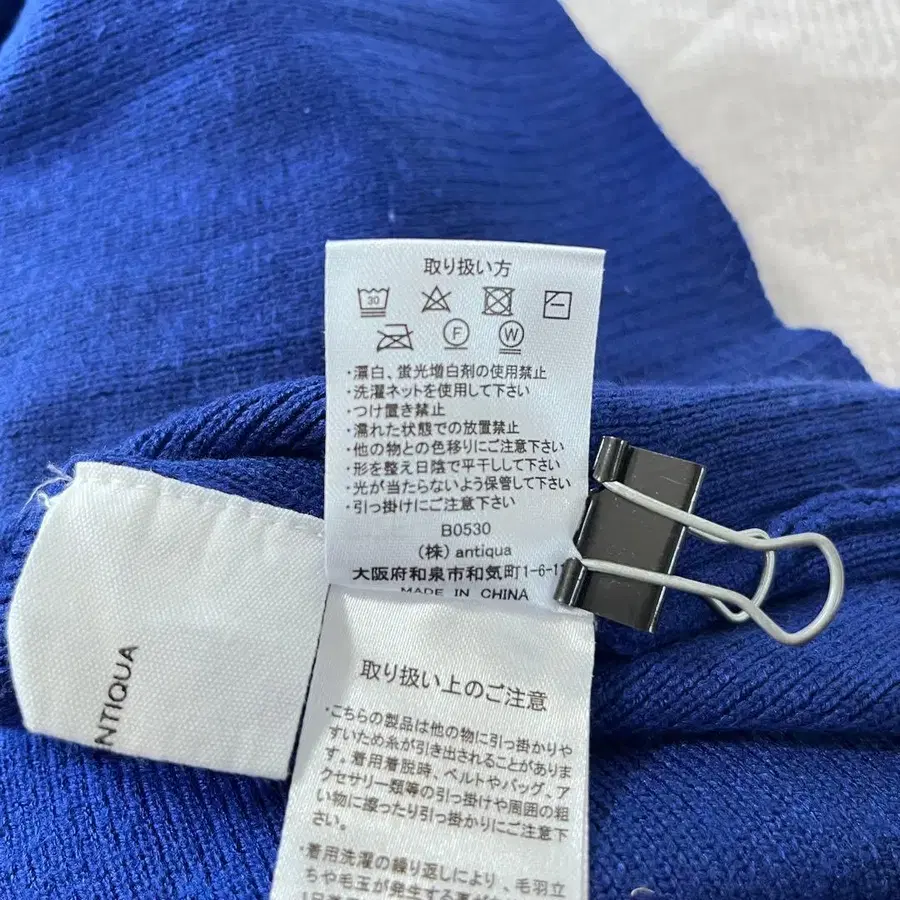 取り扱い方
30
F W
・漂白、蛍光増白剤の使用禁止
・洗濯ネットを使用して下さい
・つけ置き禁止
・濡れた状態での放置禁止
・他の物との色移りにご注意下さい
・形を整え日陰で平干しして下さい
・光が当たらないよう保管して下さい
・引っ掛けにご注意下さい
B0530
(株) antiqua
大阪府和泉市和気町1-6-1
MADE IN CHINA
NTIQUA
取り扱い上のご注意
・こちらの製品は他の物に引っ掛かりや
すいため糸が引き出されることがありま
す。着用着脱時、ベルトやバッグ、ア
クセサリー類等の引っ掛けや周囲の粗
い物に擦ったり引っ掛かりにご注意下
さい。
・着用洗濯の繰り返しにより、毛羽立
ちや毛玉が発生する